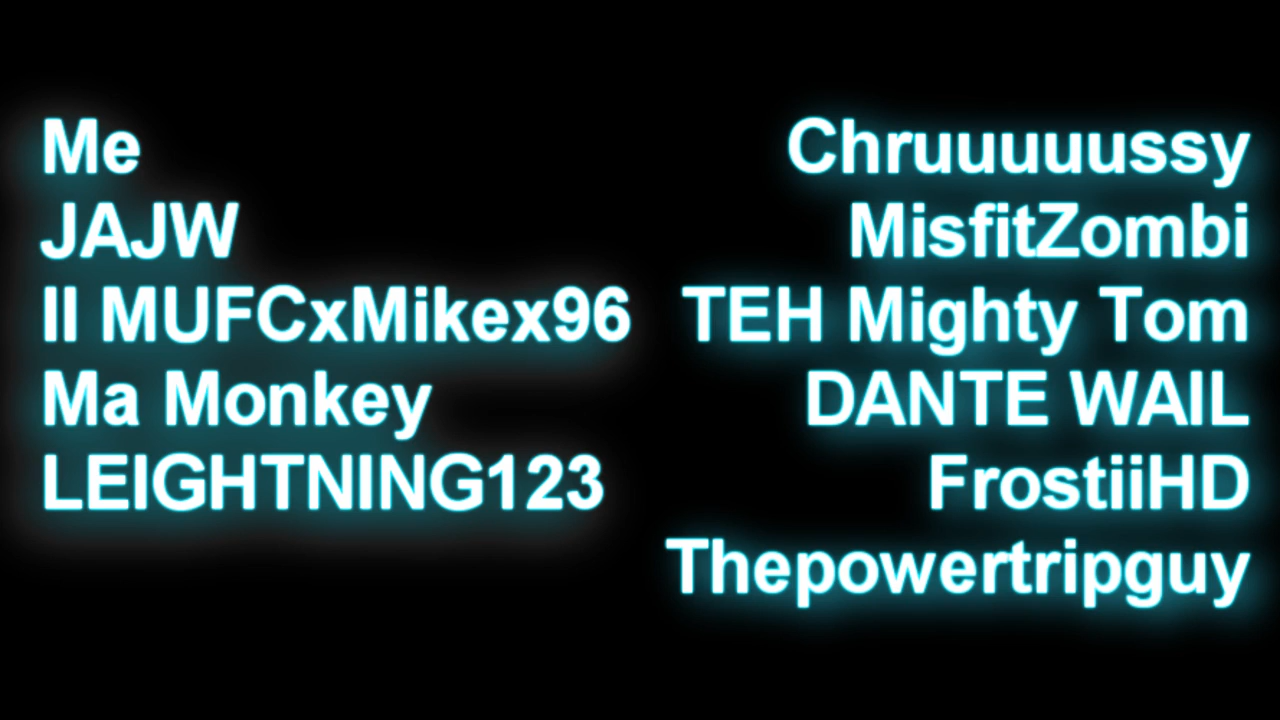 Me
JAJW
II MUFCxMikex96
Ma Monkey
LEIGHTNING123
Chruuuuussy
MisfitZombi
TEH Mighty Tom
DANTE WAIL
FrostiiHD
Thepowertripguy